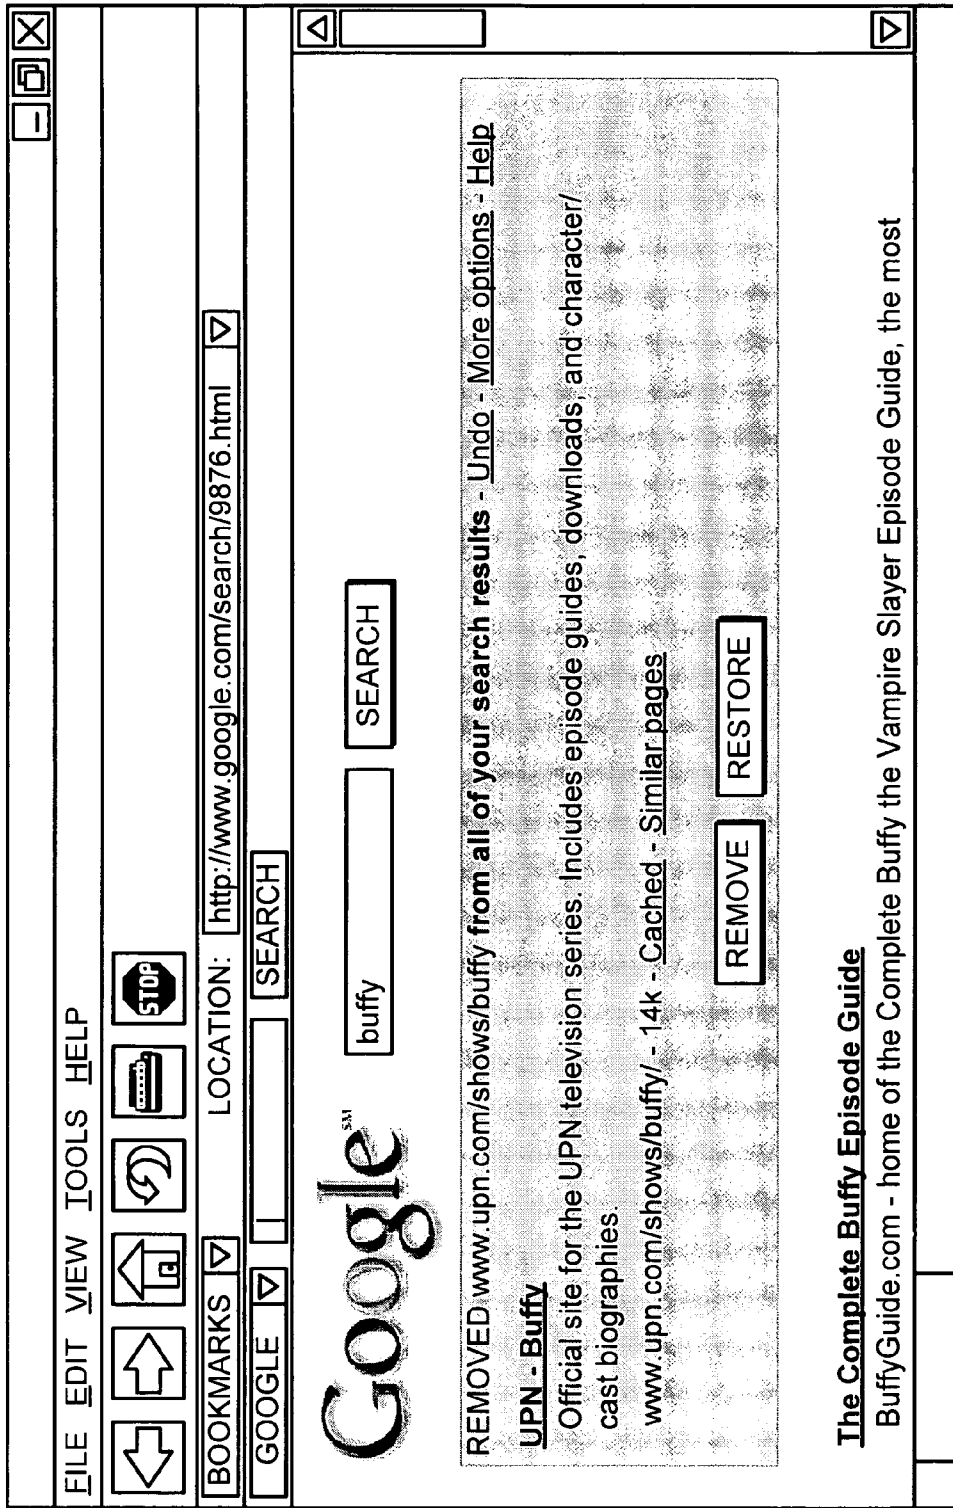 FILE EDIT VIEW TOOLS HELP
STOP
BOOKMARKS LOCATION: http://www.google.com/search/9876.html
GOOGLE SEARCH
Google SM buffy SEARCH
REMOVED www.upn.com/shows/buffy from all of your search results - Undo - More options - Help
UPN - Buffy
Official site for the UPN television series. Includes episode guides, downloads, and character/
cast biographies.
www.upn.com/shows/buffy/ - 14k - Cached - Similar pages
REMOVE RESTORE
The Complete Buffy Episode Guide
BuffyGuide.com - home of the Complete Buffy the Vampire Slayer Episode Guide, the most